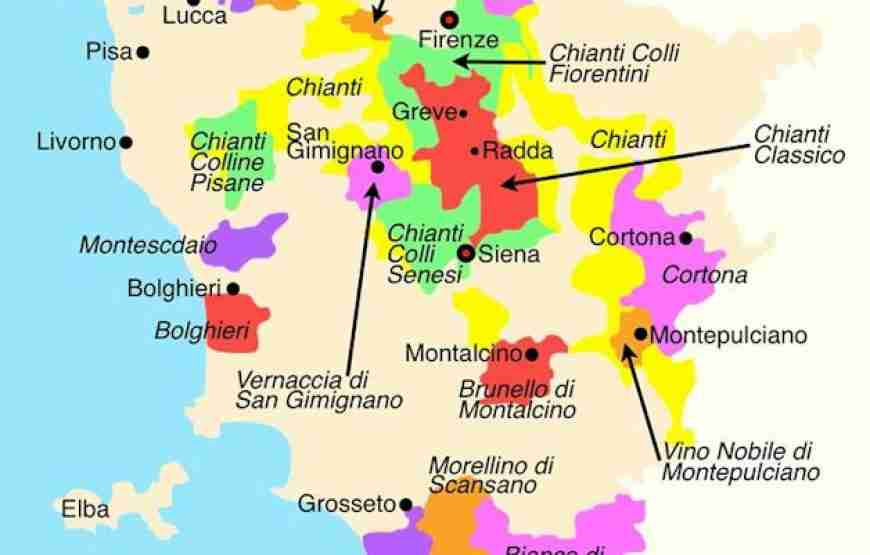 Lucca
Firenze
Pisa
Chianti Colli
Fiorentini
Chianti
Greve
Livorno
Chianti
Colline
Pisane
San
Gimignano
Radda
Chianti
Chianti
Classico
Montescdaio
Chianti
Colli
Senesi
Siena
Cortona
Cortona
Bolghieri
Bolghieri
Montepulciano
Montalcino
Vernaccia di
San Gimignano
Brunello di
Montalcino
Vino Nobile di
Montepulciano
Morellino di
Scansano
Grosseto
Elba
Bianco di